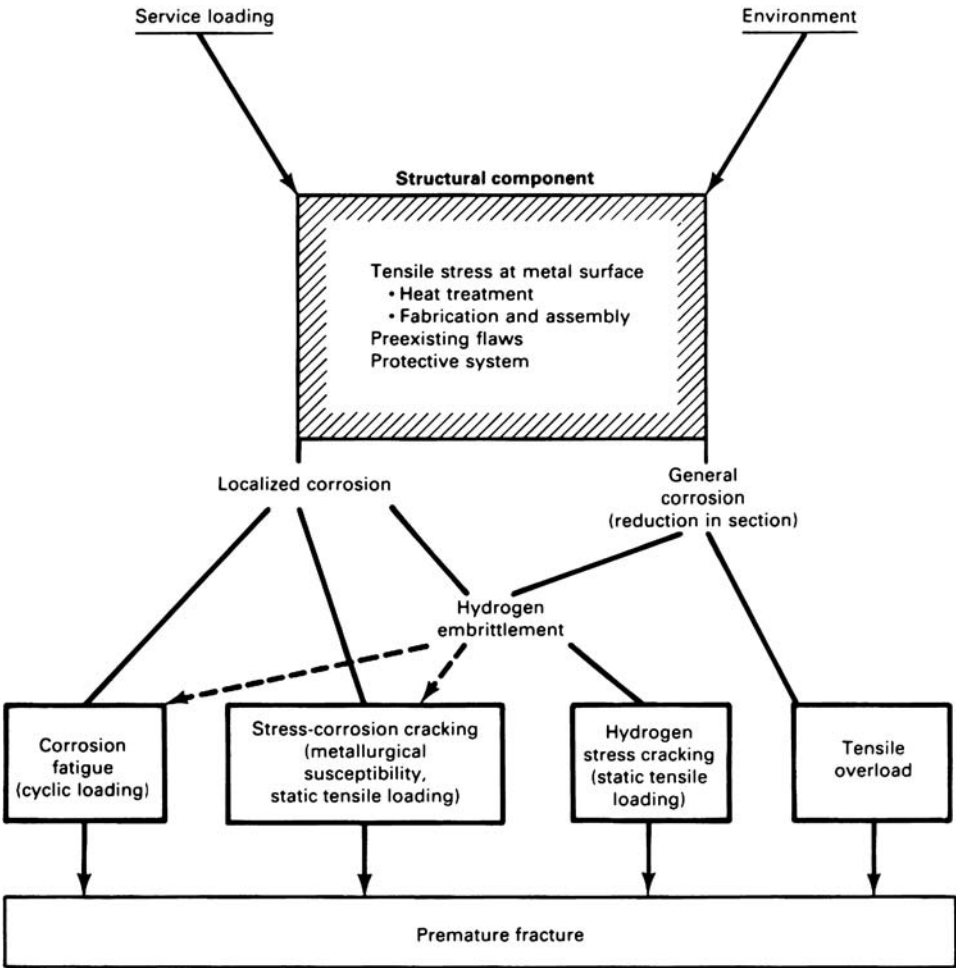 Service loading
Environment
Structural component
Tensile stress at metal surface
• Heat treatment
• Fabrication and assembly
Preexisting flaws
Protective system
Localized corrosion
General
corrosion
(reduction in section)
Hydrogen
embrittlement
Corrosion
fatigue
(cyclic loading)
Stress-corrosion cracking
(metallurgical
susceptibility,
static tensile loading)
Hydrogen
stress cracking
(static tensile
loading)
Tensile
overload
Premature fracture